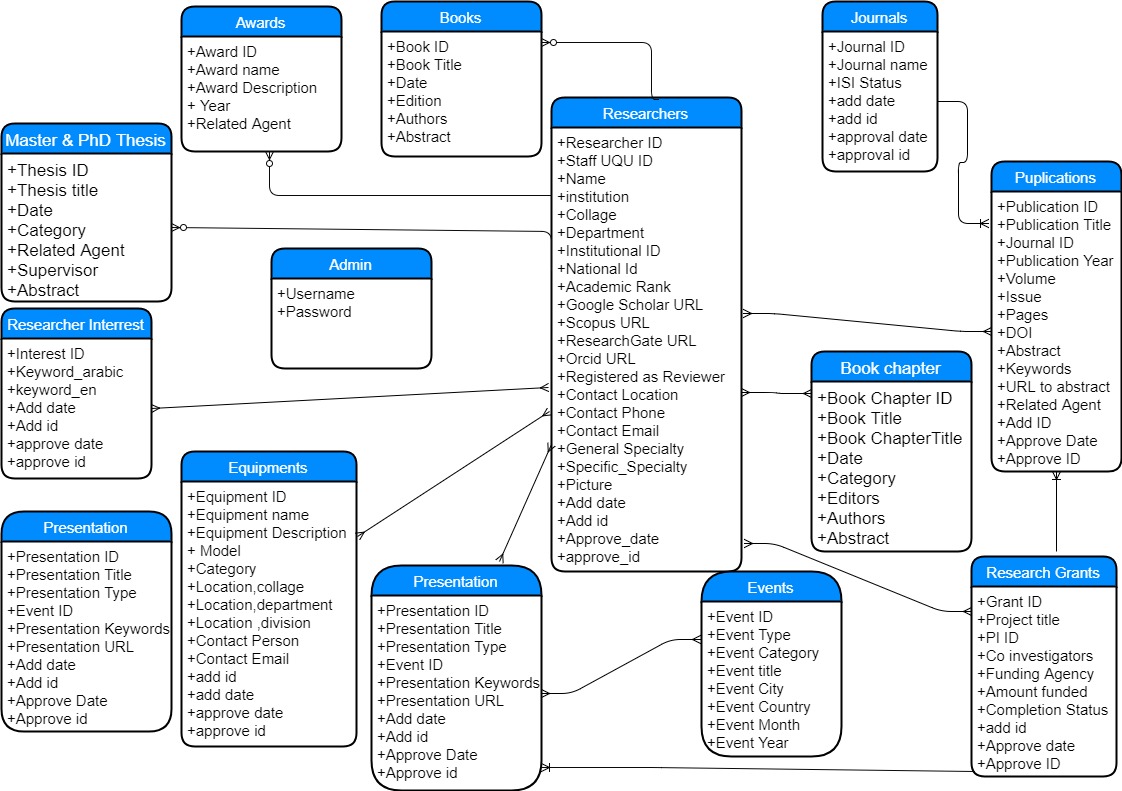 Awards
+Award ID
+Award name
+Award Description
+ Year
+Related Agent
Books
+Book ID
+Book Title
+Date
+Edition
+Authors
+Abstract
Journals
+Journal ID
+Journal name
+ISI Status
+add date
+add id
+approval date
+approval id
Master & PhD Thesis
+Thesis ID
+Thesis title
+Date
+Category
+Related Agent
+Supervisor
+Abstract
Researchers
+Researcher ID
+Staff UQU ID
+Name
+institution
+Collage
+Department
+Institutional ID
+National Id
+Academic Rank
+Google Scholar URL
+Scopus URL
+ResearchGate URL
+Orcid URL
+Registered as Reviewer
+Contact Location
+Contact Phone
+Contact Email
+General Specialty
+Specific_Specialty
+Picture
+Add date
+Add id
+Approve_date
+approve_id
Puplications
+Publication ID
+Publication Title
+Journal ID
+Publication Year
+Volume
+Issue
+Pages
+DOI
+Abstract
+Keywords
+URL to abstract
+Related Agent
+Add ID
+Approve Date
+Approve ID
Admin
+Username
+Password
Researcher Interrest
+Interest ID
+Keyword_arabic
+keyword_en
+Add date
+Add id
+approve date
+approve id
Book chapter
+Book Chapter ID
+Book Title
+Book ChapterTitle
+Date
+Category
+Editors
+Authors
+Abstract
Equipments
+Equipment ID
+Equipment name
+Equipment Description
+ Model
+Category
+Location,collage
+Location,department
+Location ,division
+Contact Person
+Contact Email
+add id
+add date
+approve date
+approve id
Presentation
+Presentation ID
+Presentation Title
+Presentation Type
+Event ID
+Presentation Keywords
+Presentation URL
+Add date
+Add id
+Approve Date
+Approve id
Presentation
+Presentation ID
+Presentation Title
+Presentation Type
+Event ID
+Presentation Keywords
+Presentation URL
+Add date
+Add id
+Approve Date
+Approve id
Events
+Event ID
+Event Type
+Event Category
+Event title
+Event City
+Event Country
+Event Month
+Event Year
Research Grants
+Grant ID
+Project title
+PI ID
+Co investigators
+Funding Agency
+Amount funded
+Completion Status
+add id
+Approve date
+Approve ID